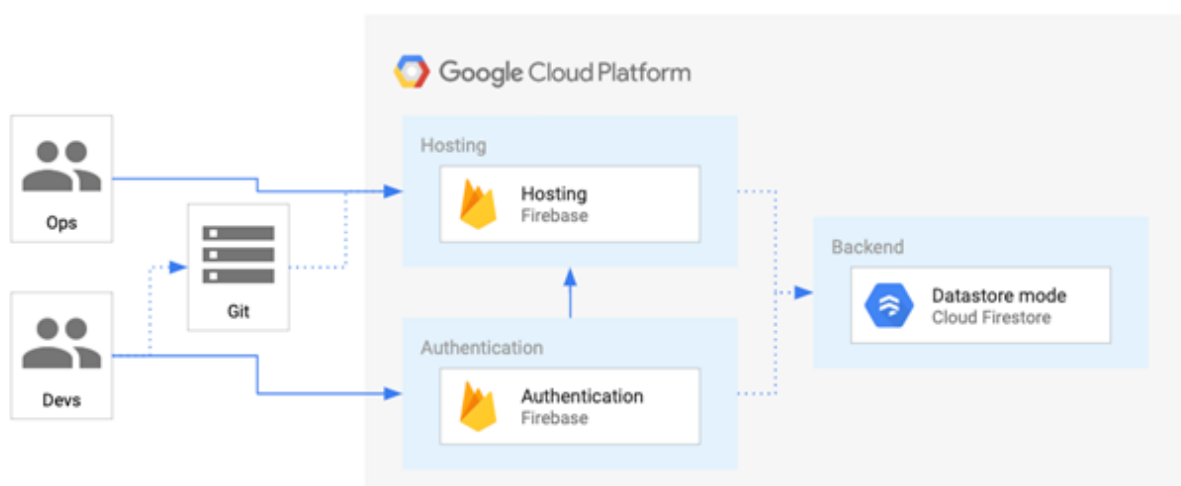 Google Cloud Platform
Ops
Git
Devs
Hosting
Hosting
Firebase
Authentication
Authentication
Firebase
Backend
Datastore mode
Cloud Firestore